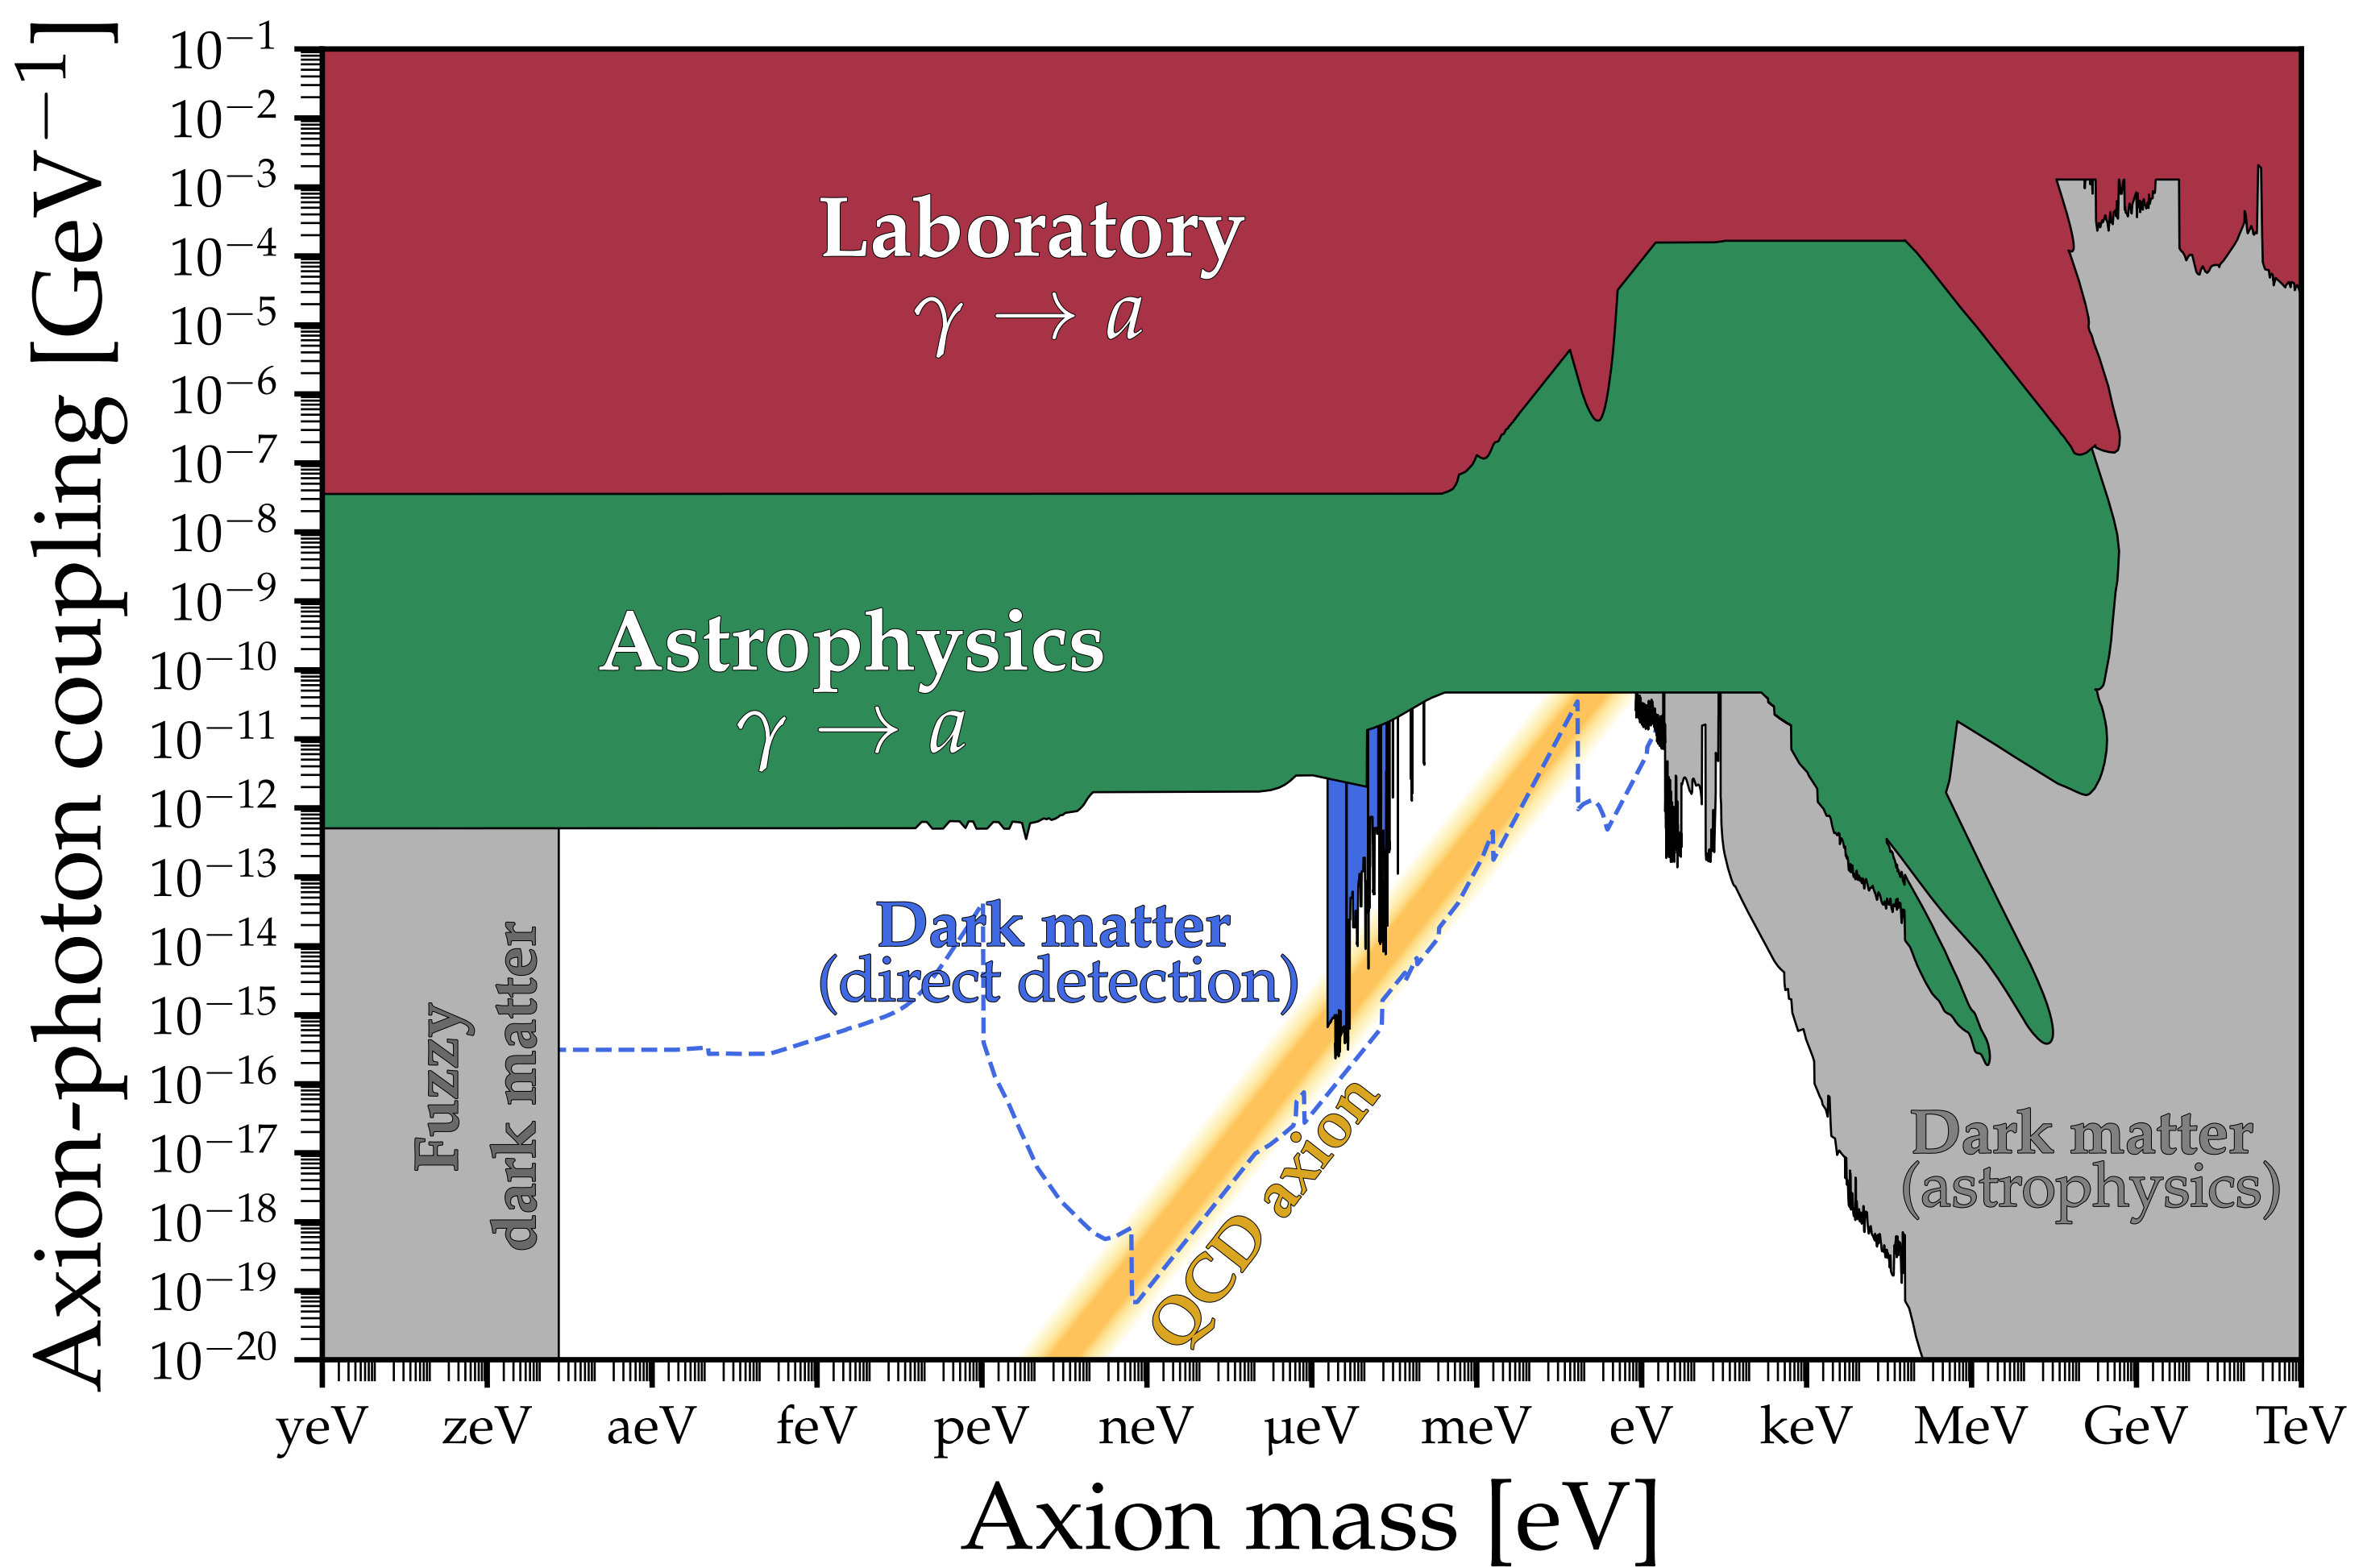 Axion-photon coupling [GeV⁻¹]
10⁻¹
10⁻²
10⁻³
10⁻⁴
10⁻⁵
10⁻⁶
10⁻⁷
10⁻⁸
10⁻⁹
10⁻¹⁰
10⁻¹¹
10⁻¹²
10⁻¹³
10⁻¹⁴
10⁻¹⁵
10⁻¹⁶
10⁻¹⁷
10⁻¹⁸
10⁻¹⁹
10⁻²⁰
Laboratory
γ → a
Astrophysics
γ → a
Dark matter
(direct detection)
Fuzzy
dark matter
QCD axion
Dark matter
(astrophysics)
yeV zeV aeV feV peV neV μeV meV eV keV MeV GeV TeV
Axion mass [eV]